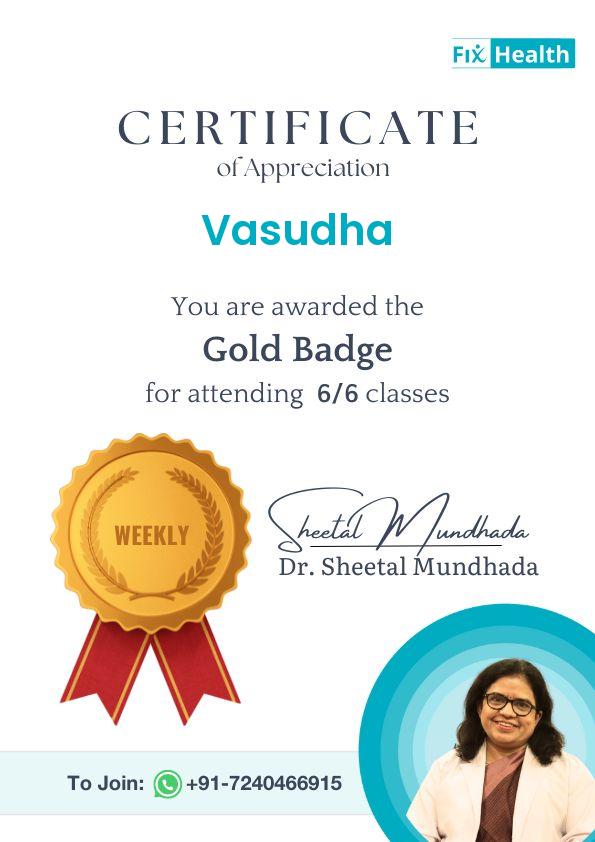 Fix Health
CERTIFICATE
of Appreciation
Vasudha
You are awarded the
Gold Badge
for attending 6/6 classes
WEEKLY
Sheetal Mundhada
Dr. Sheetal Mundhada
To Join: +91-7240466915